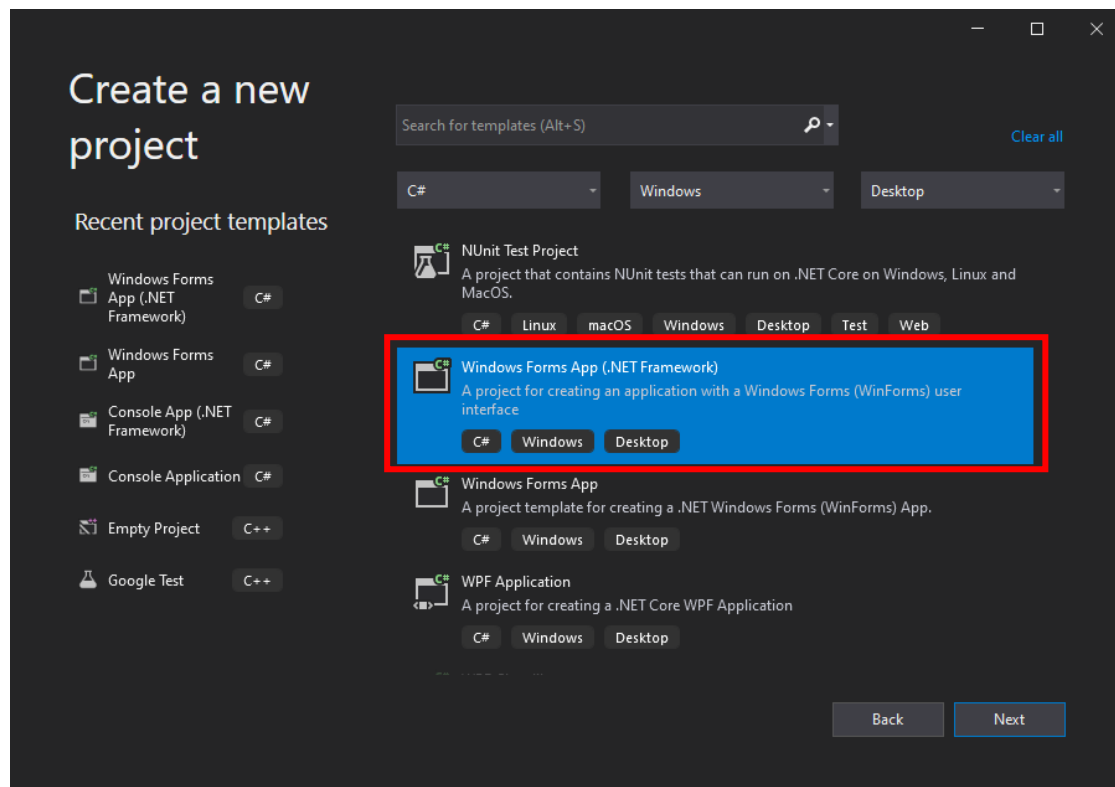 Create a new
project
Recent project templates
Windows Forms
App (.NET
Framework)
C#
Windows Forms
App
C#
Console App (.NET
Framework)
C#
Console Application
C#
Empty Project
C++
Google Test
C++
Search for templates (Alt+S)
Clear all
C#
Windows
Desktop
C#
NUnit Test Project
A project that contains NUnit tests that can run on .NET Core on Windows, Linux and
MacOS.
C# Linux macOS Windows Desktop Test Web
C#
Windows Forms App (.NET Framework)
A project for creating an application with a Windows Forms (WinForms) user
interface
C# Windows Desktop
C#
Windows Forms App
A project template for creating a .NET Windows Forms (WinForms) App.
C# Windows Desktop
C#
WPF Application
A project for creating a .NET Core WPF Application
C# Windows Desktop
Back
Next